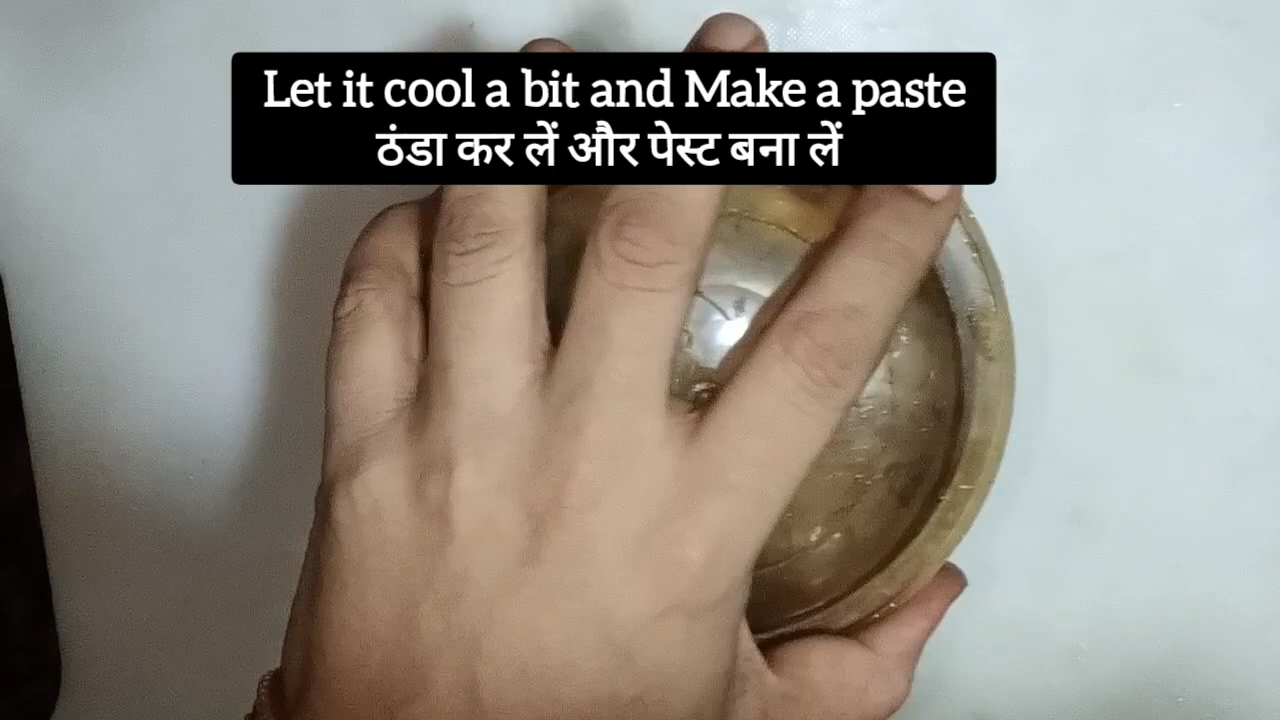 Let it cool a bit and Make a paste
ठंडा कर लें और पेस्ट बना लें